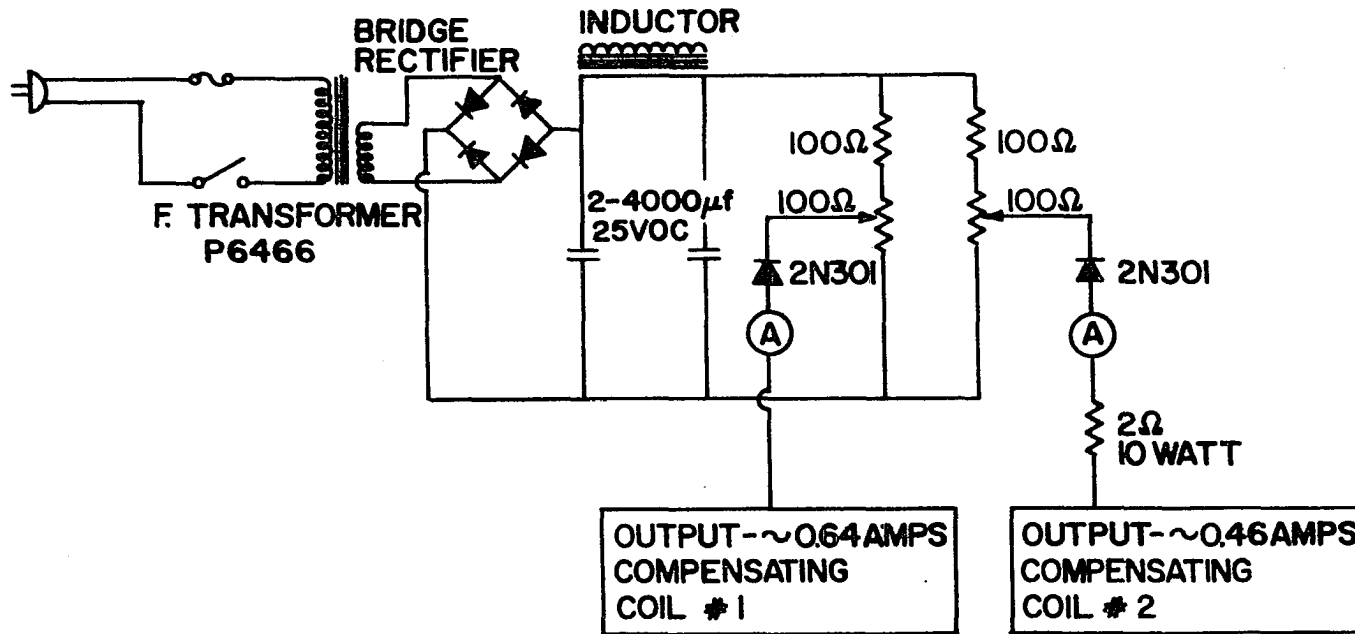 INDUCTOR
BRIDGE
RECTIFIER
F. TRANSFORMER
P6466
2-4000μf
25VOC
100Ω
100Ω
100Ω
100Ω
2N301
2N301
A
A
2Ω
10 WATT
OUTPUT-~0.64AMPS
COMPENSATING
COIL #1
OUTPUT-~0.46AMPS
COMPENSATING
COIL #2